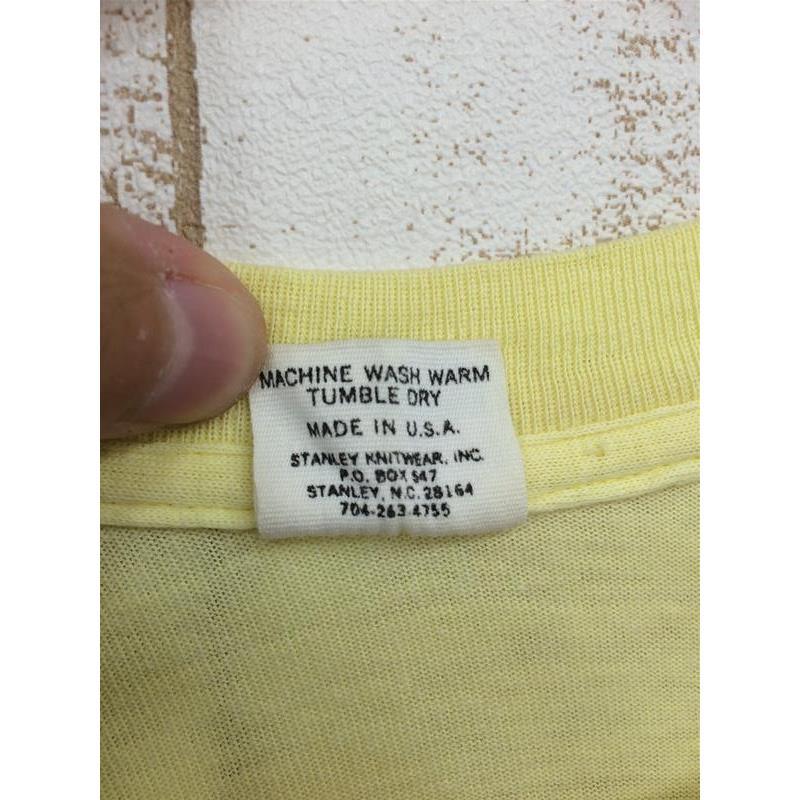 MACHINE WASH WARM
TUMBLE DRY
MADE IN U.S.A.
STANLEY KNITWEAR, INC.
P.O. BOX 547
STANLEY, N.C. 28164
704-263-4755